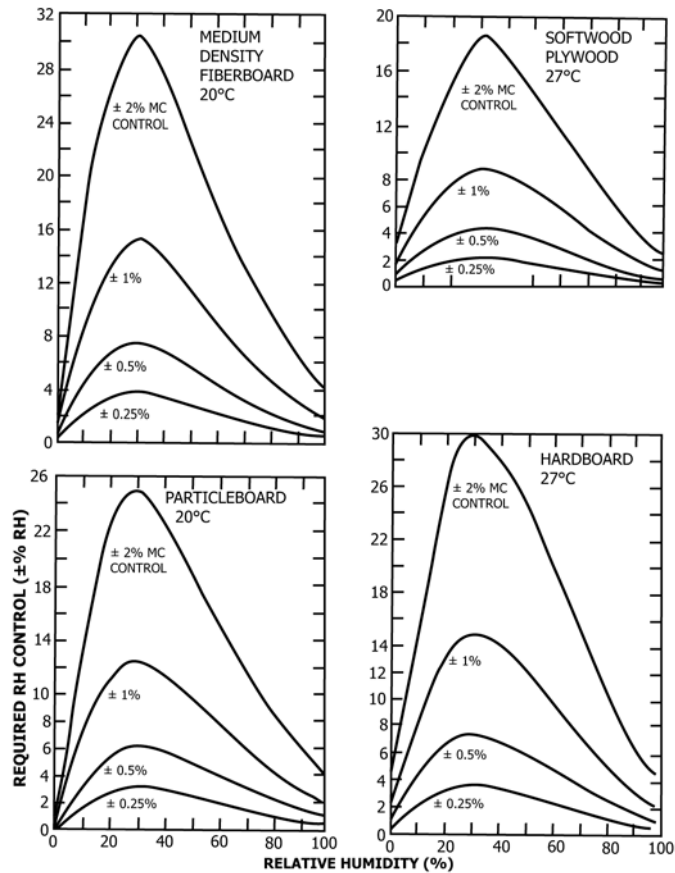 MEDIUM
DENSITY
FIBERBOARD
20°C
± 2% MC
CONTROL
± 1%
± 0.5%
± 0.25%
32
28
24
20
16
12
8
4
0
SOFTWOOD
PLYWOOD
27°C
± 2% MC
CONTROL
± 1%
± 0.5%
± 0.25%
20
16
12
8
6
4
2
0
PARTICLEBOARD
20°C
± 2% MC
CONTROL
± 1%
± 0.5%
± 0.25%
26
22
18
14
10
8
6
4
2
0
0 20 40 60 80 100
HARDBOARD
27°C
± 2% MC
CONTROL
± 1%
± 0.5%
± 0.25%
30
26
22
18
14
12
10
8
6
4
2
0
0 20 40 60 80 100
REQUIRED RH CONTROL (±% RH)
RELATIVE HUMIDITY (%)